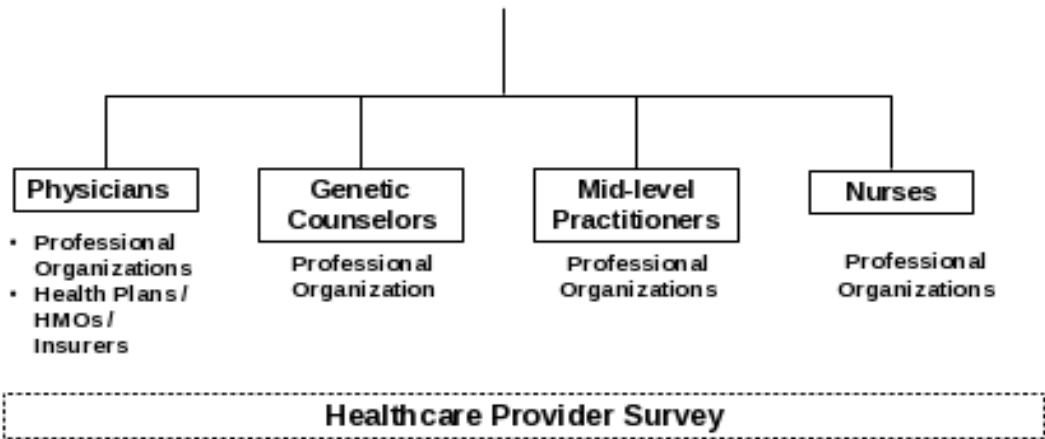 Physicians
• Professional
Organizations
• Health Plans/
HMOs/
Insurers
Genetic
Counselors
Professional
Organization
Mid-level
Practitioners
Professional
Organizations
Nurses
Professional
Organizations
Healthcare Provider Survey